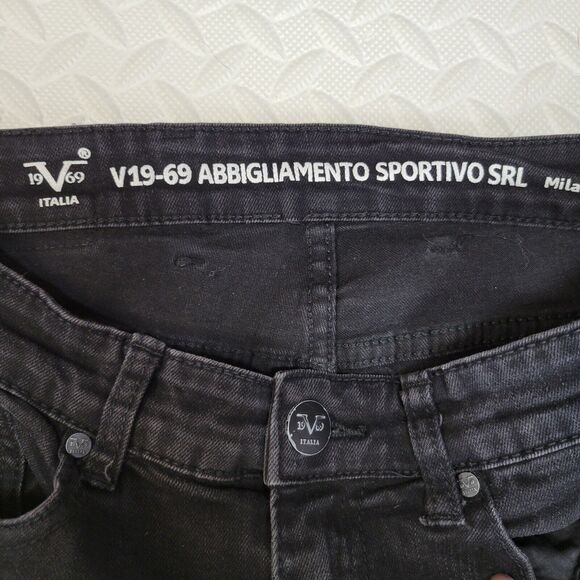 19V69®
ITALIA
V19-69 ABBIGLIAMENTO SPORTIVO SRL Mila
19V69
ITALIA